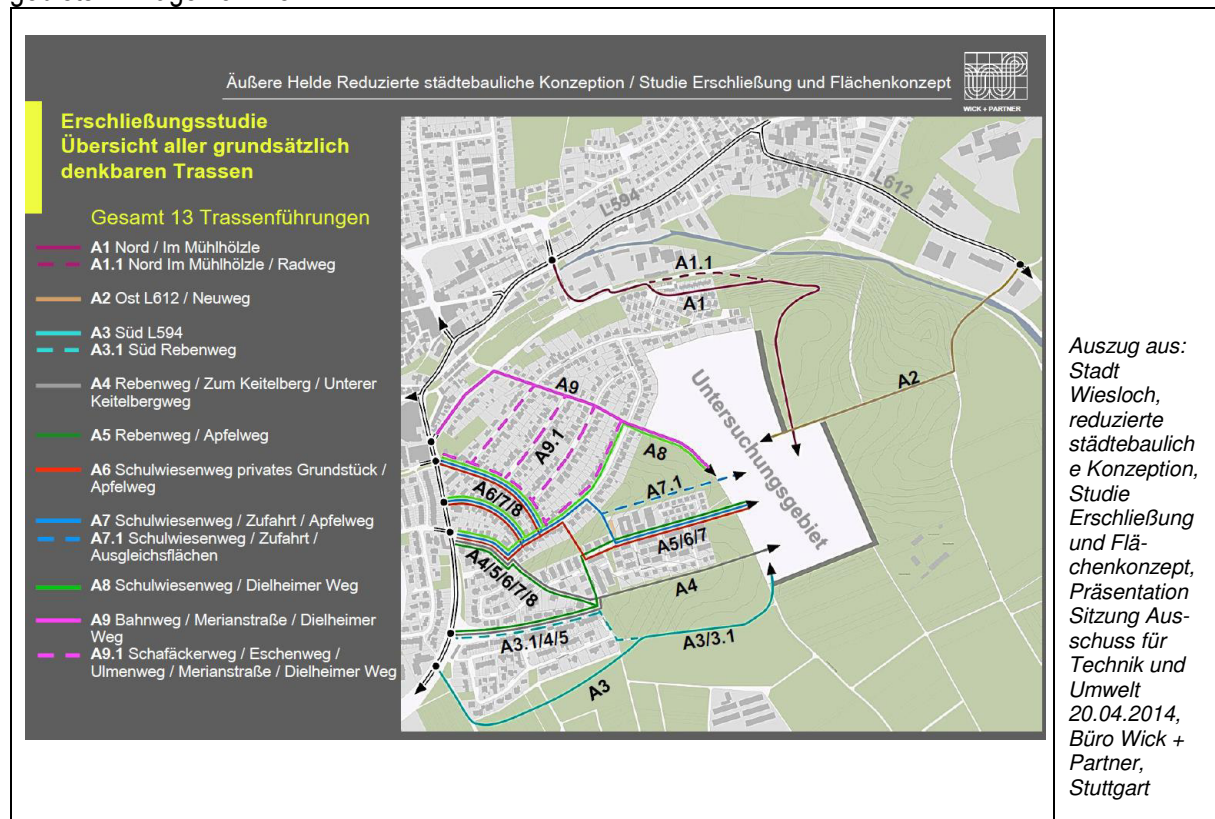 Äußere Helde Reduzierte städtebauliche Konzeption / Studie Erschließung und Flächenkonzept
WICK + PARTNER
Erschließungsstudie
Übersicht aller grundsätzlich
denkbaren Trassen
Gesamt 13 Trassenführungen
A1 Nord / Im Mühlhölzle
A1.1 Nord Im Mühlhölzle / Radweg
A2 Ost L612 / Neuweg
A3 Süd L594
A3.1 Süd Rebenweg
A4 Rebenweg / Zum Keitelberg / Unterer
Keitelbergweg
A5 Rebenweg / Apfelweg
A6 Schulwiesenweg privates Grundstück /
Apfelweg
A7 Schulwiesenweg / Zufahrt / Apfelweg
A7.1 Schulwiesenweg / Zufahrt /
Ausgleichsflächen
A8 Schulwiesenweg / Dielheimer Weg
A9 Bahnweg / Merianstraße / Dielheimer
Weg
A9.1 Schafäckerweg / Eschenweg /
Ulmenweg / Merianstraße / Dielheimer Weg
L594
L612
A1.1
A1
A2
A9
A9.1
A8
A7.1
A6/7/8
A5/6/7
A4/5/6/7/8
A4
A3.1/4/5
A3/3.1
A3
Untersuchungsgebiet
Auszug aus:
Stadt
Wiesloch,
reduzierte
städtebaulich
e Konzeption,
Studie
Erschließung
und Flä-
chenkonzept,
Präsentation
Sitzung Aus-
schuss für
Technik und
Umwelt
20.04.2014,
Büro Wick +
Partner,
Stuttgart